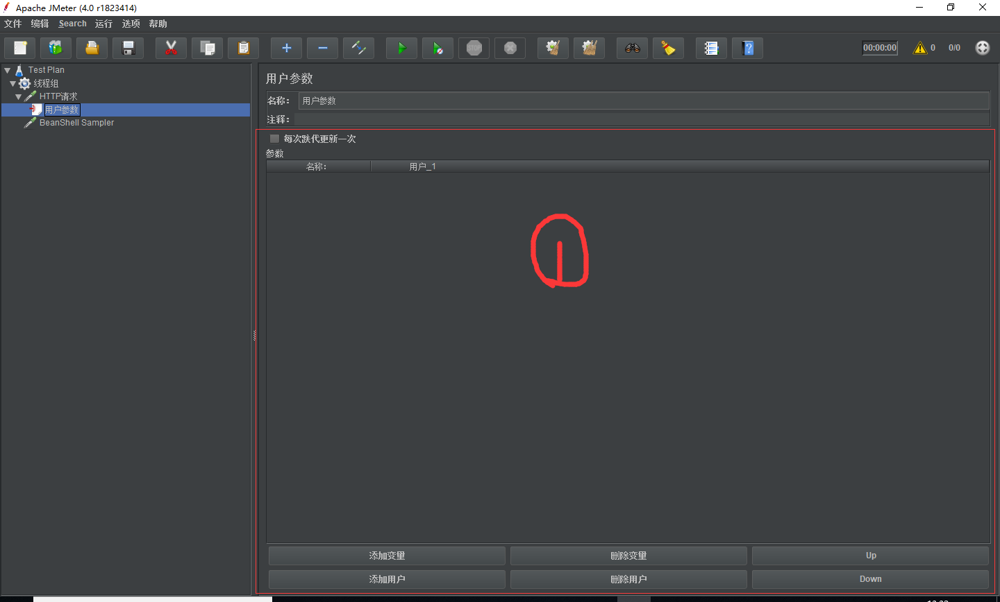 Apache JMeter (4.0 r1823414)
文件 编辑 Search 运行 选项 帮助
STOP
00:00:00 0 0/0
Test Plan
线程组
HTTP请求
用户参数
BeanShell Sampler
用户参数
名称： 用户参数
注释：
每次跌代更新一次
参数
名称: 用户_1
1
添加变量 删除变量 Up
添加用户 删除用户 Down